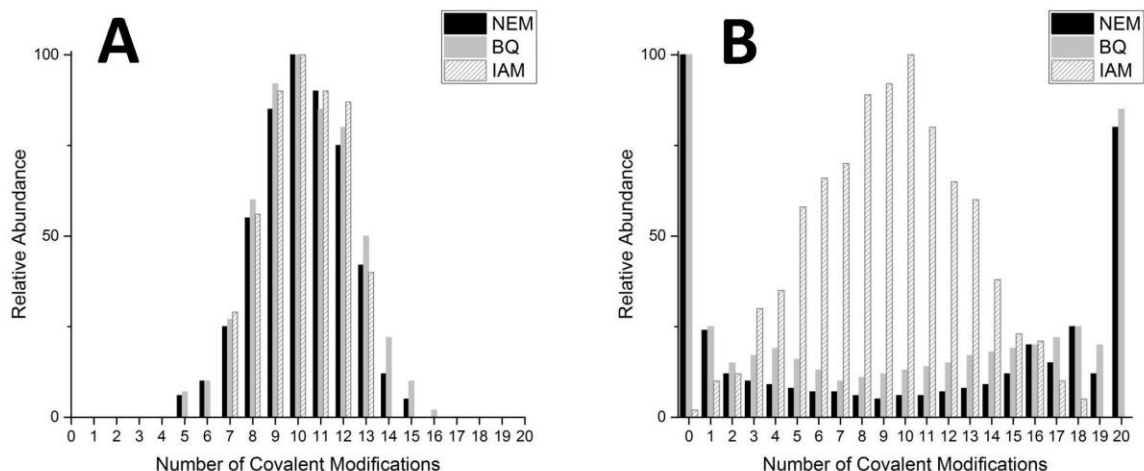 A
NEM
BQ
IAM
100
50
0
Relative Abundance
0 1 2 3 4 5 6 7 8 9 10 11 12 13 14 15 16 17 18 19 20
Number of Covalent Modifications
B
NEM
BQ
IAM
100
50
0
Relative Abundance
0 1 2 3 4 5 6 7 8 9 10 11 12 13 14 15 16 17 18 19 20
Number of Covalent Modifications